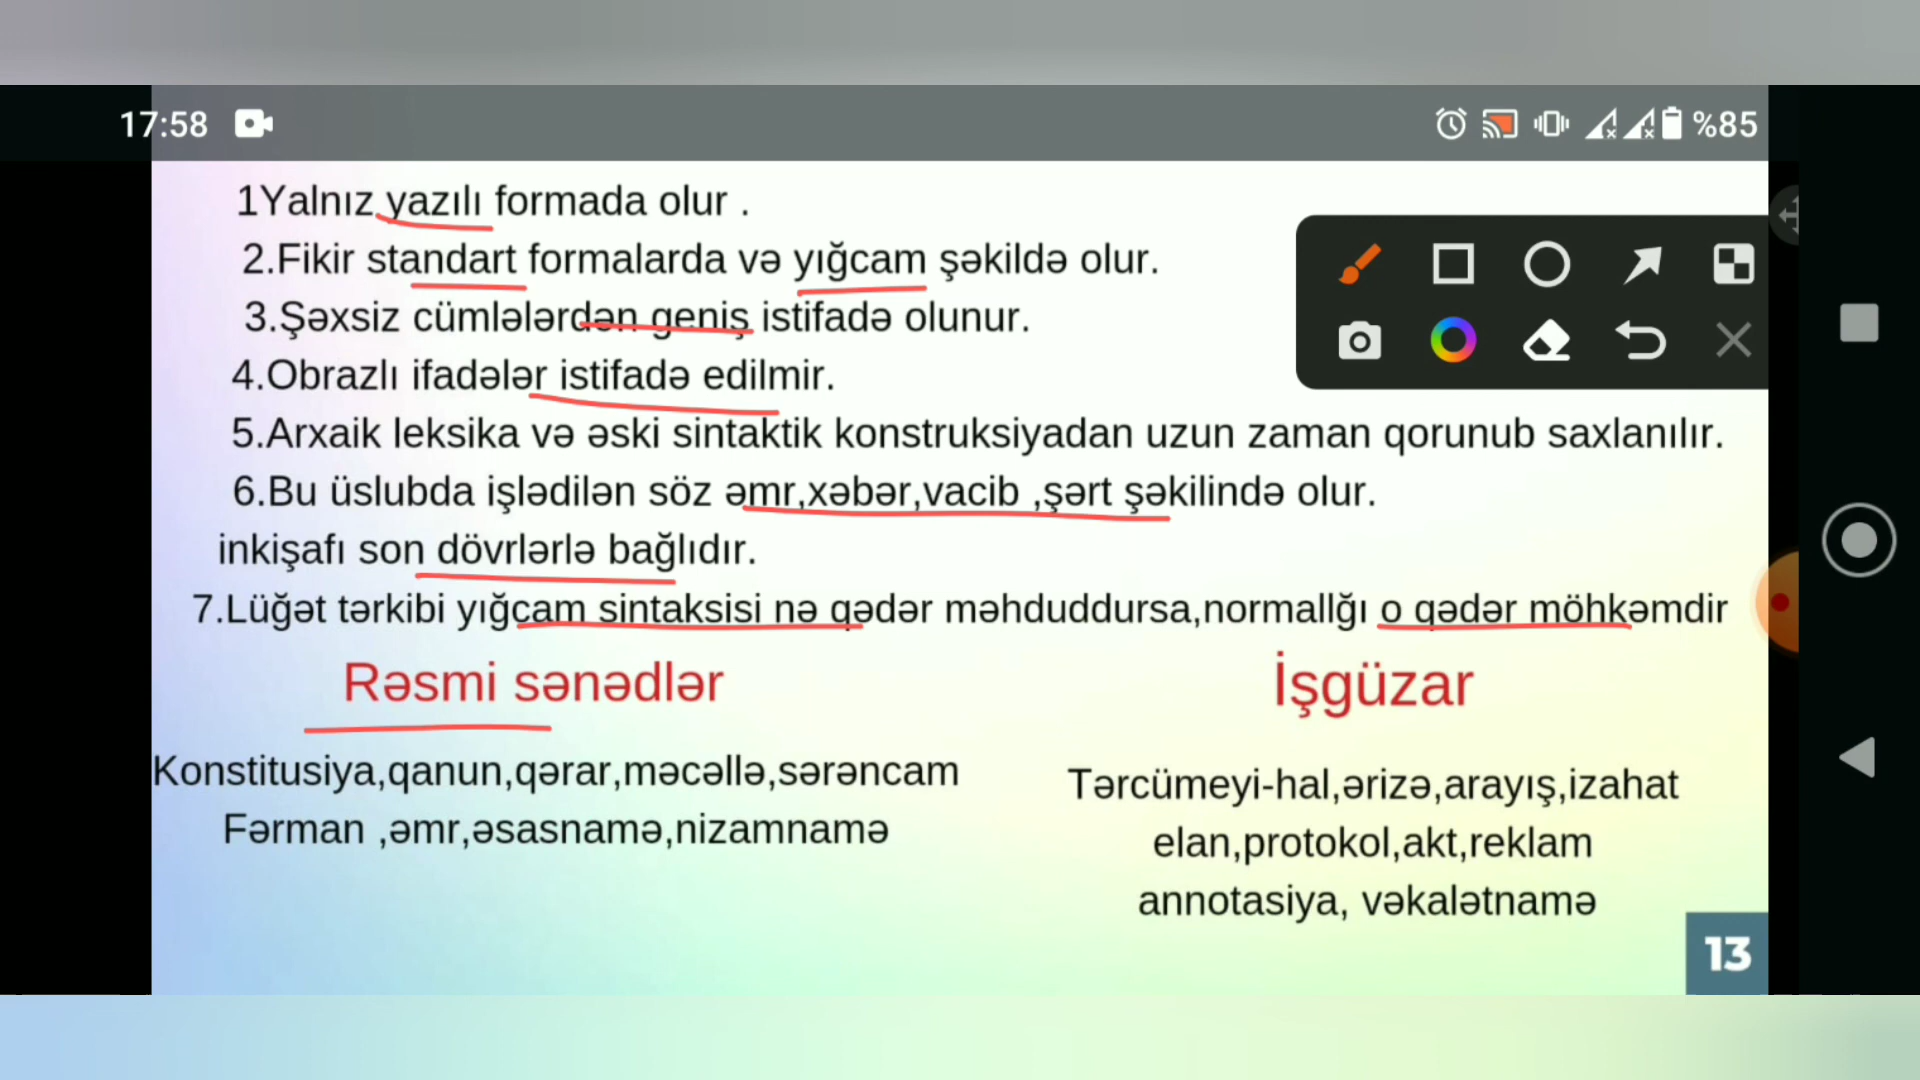 17:58
%85
1Yalnız yazılı formada olur .
2.Fikir standart formalarda və yığcam şəkildə olur.
3.Şəxsiz cümlələrdən geniş istifadə olunur.
4.Obrazlı ifadələr istifadə edilmir.
5.Arxaik leksika və əski sintaktik konstruksiyadan uzun zaman qorunub saxlanılır.
6.Bu üslubda işlədilən söz əmr,xəbər,vacib ,şərt şəkilində olur.
inkişafı son dövrlərlə bağlıdır.
7.Lüğət tərkibi yığcam sintaksisi nə qədər məhduddursa,normallğı o qədər möhkəmdir
Rəsmi sənədlər
Konstitusiya,qanun,qərar,məcəllə,sərəncam
Fərman ,əmr,əsasnamə,nizamnamə
İşgüzar
Tərcümeyi-hal,ərizə,arayış,izahat
elan,protokol,akt,reklam
annotasiya, vəkalətnamə
13